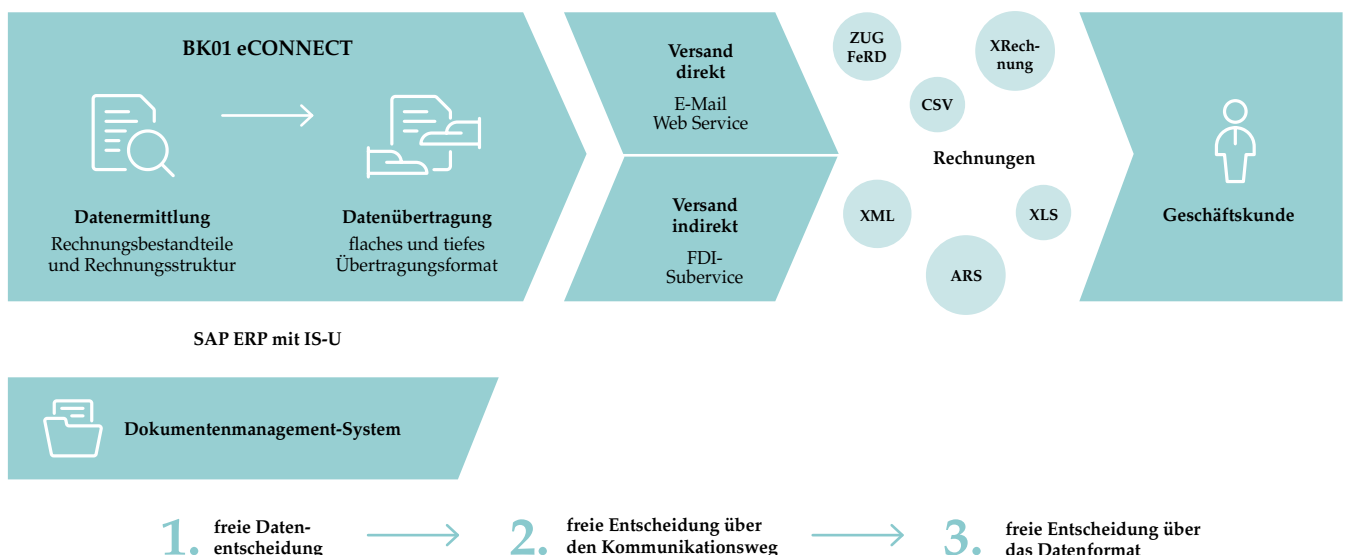 BK01 eCONNECT
Datenermittlung
Rechnungsbestandteile
und Rechnungsstruktur
Datenübertragung
flaches und tiefes
Übertragungsformat
SAP ERP mit IS-U
Versand
direkt
E-Mail
Web Service
Versand
indirekt
FDI-
Subervice
ZUG
FeRD
XRech-
nung
CSV
Rechnungen
XML
XLS
ARS
Geschäftskunde
Dokumentenmanagement-System
1. freie Daten-
entscheidung
2. freie Entscheidung über
den Kommunikationsweg
3. freie Entscheidung über
das Datenformat